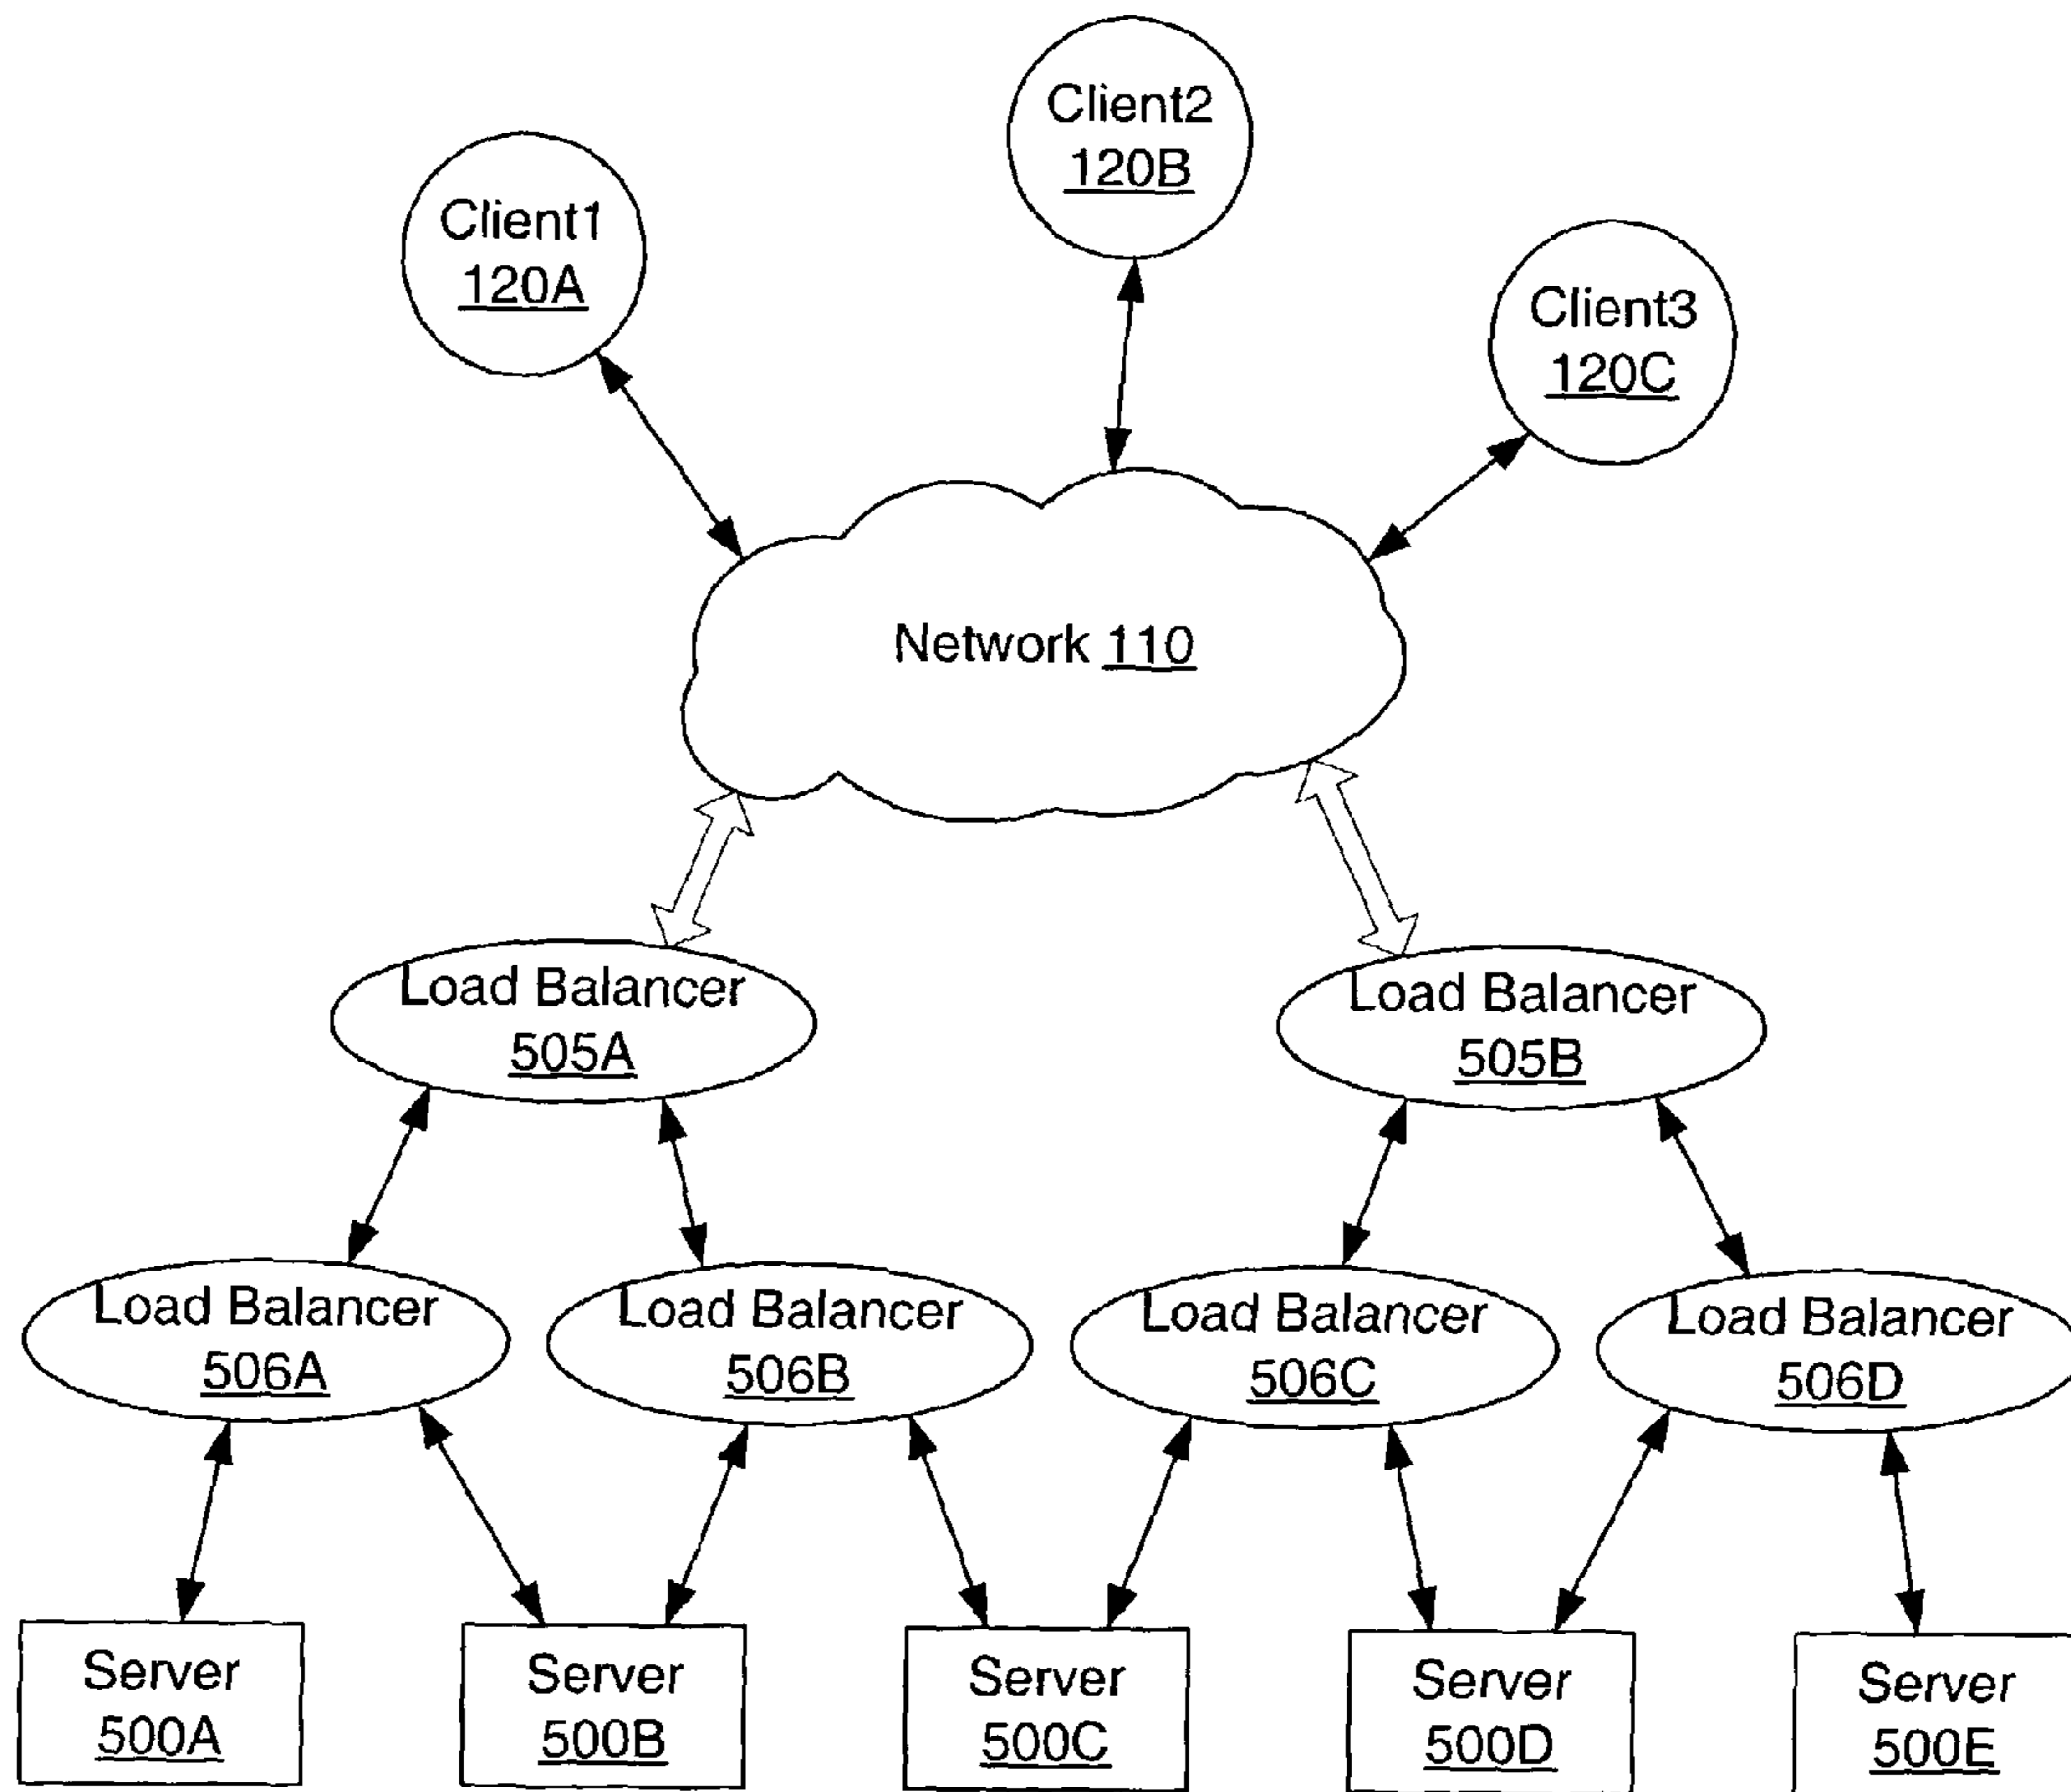 Client2
120B
Client1
120A
Client3
120C
Network 110
Load Balancer
505A
Load Balancer
505B
Load Balancer
506A
Load Balancer
506B
Load Balancer
506C
Load Balancer
506D
Server
500A
Server
500B
Server
500C
Server
500D
Server
500E